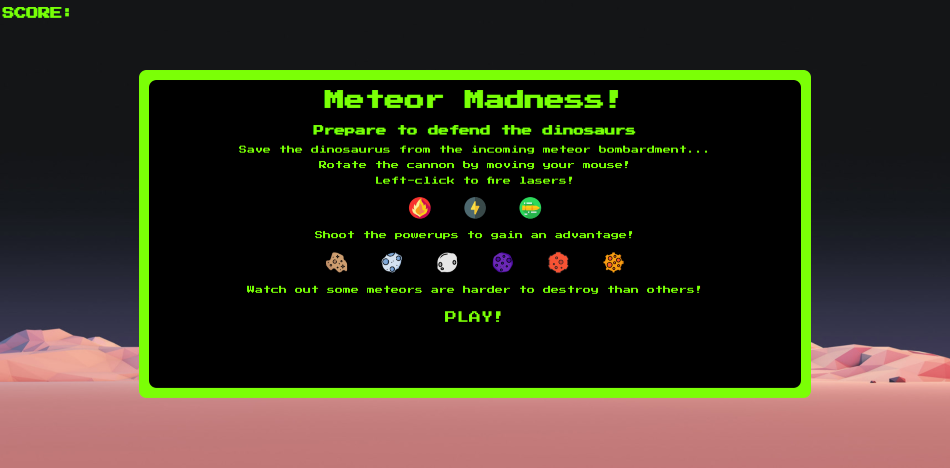 SCORE:
Meteor Madness!
Prepare to defend the dinosaurs
Save the dinosaurus from the incoming meteor bombardment...
Rotate the cannon by moving your mouse!
Left-click to fire lasers!
Shoot the powerups to gain an advantage!
Watch out some meteors are harder to destroy than others!
PLAY!